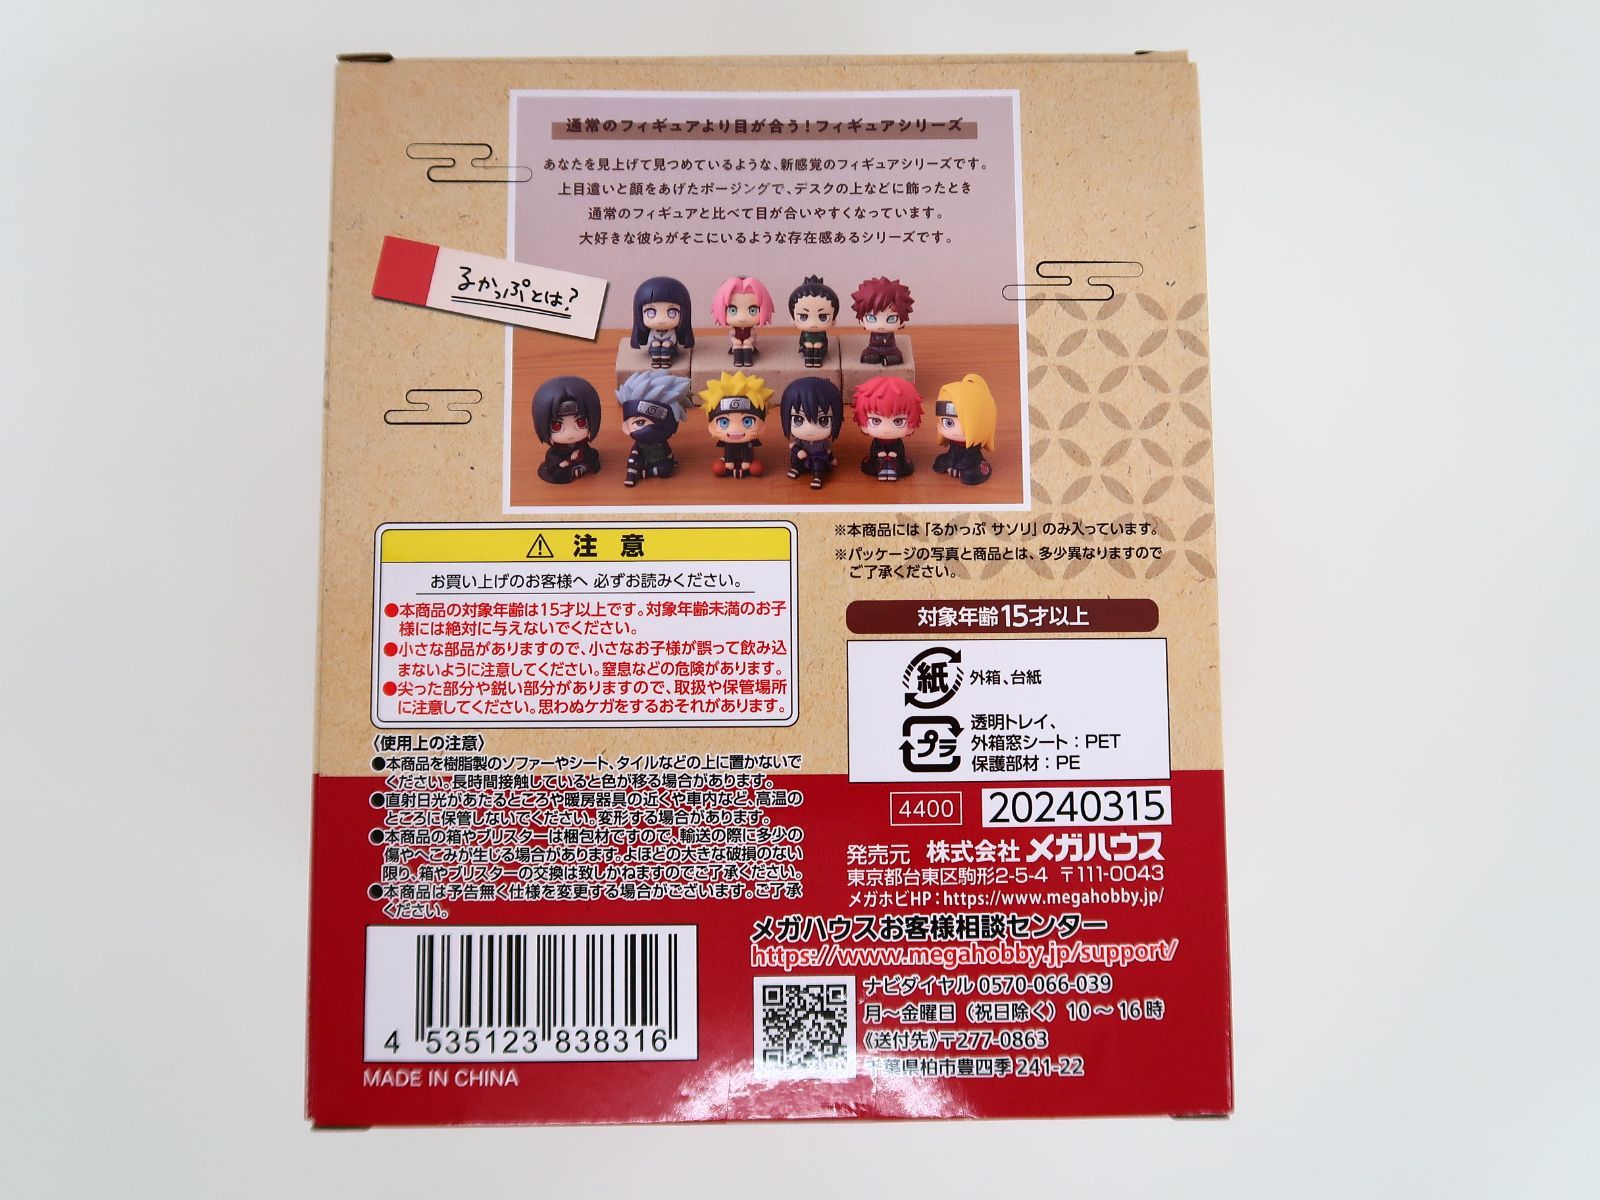 通常のフィギュアより目が合う!フィギュアシリーズ
あなたを見上げて見つめているような、新感覚のフィギュアシリーズです。
上目遣いと顔をあげたポージングで、デスクの上などに飾ったとき
通常のフィギュアと比べて目が合いやすくなっています。
大好きな彼らがそこにいるような存在感あるシリーズです。
るかっぷとは?
⚠ 注意
お買い上げのお客様へ 必ずお読みください。
●本商品の対象年齢は15才以上です。対象年齢未満のお子
様には絶対に与えないでください。
●小さな部品がありますので、小さなお子様が誤って飲み込
まないように注意してください。窒息などの危険があります。
●尖った部分や鋭い部分がありますので、取扱や保管場所
に注意してください。思わぬケガをするおそれがあります。
〈使用上の注意〉
●本商品を樹脂製のソファーやシート、タイルなどの上に置かないで
ください。長時間接触していると色が移る場合があります。
●直射日光があたるところや暖房器具の近くや車内など、高温の
ところに保管しないでください。変形する場合があります。
●本商品の箱やブリスターは梱包材ですので、輸送の際に多少の
傷やへこみが生じる場合があります。よほどの大きな破損のない
限り、箱やブリスターの交換は致しかねますのでご了承ください。
●本商品は予告無く仕様を変更する場合がございます。ご了承
ください。
4 535123 838316
MADE IN CHINA
※本商品には「るかっぷ サソリ」のみ入っています。
※パッケージの写真と商品とは、多少異なりますので
ご了承ください。
対象年齢15才以上
紙
外箱、台紙
プラ
透明トレイ、
外箱窓シート:PET
保護部材:PE
4400
20240315
発売元 株式会社メガハウス
東京都台東区駒形2-5-4 〒111-0043
メガホビHP:https://www.megahobby.jp/
メガハウスお客様相談センター
https://www.megahobby.jp/support/
ナビダイヤル 0570-066-039
月〜金曜日(祝日除く)10〜16時
《送付先》〒277-0863
千葉県柏市豊四季 241-22